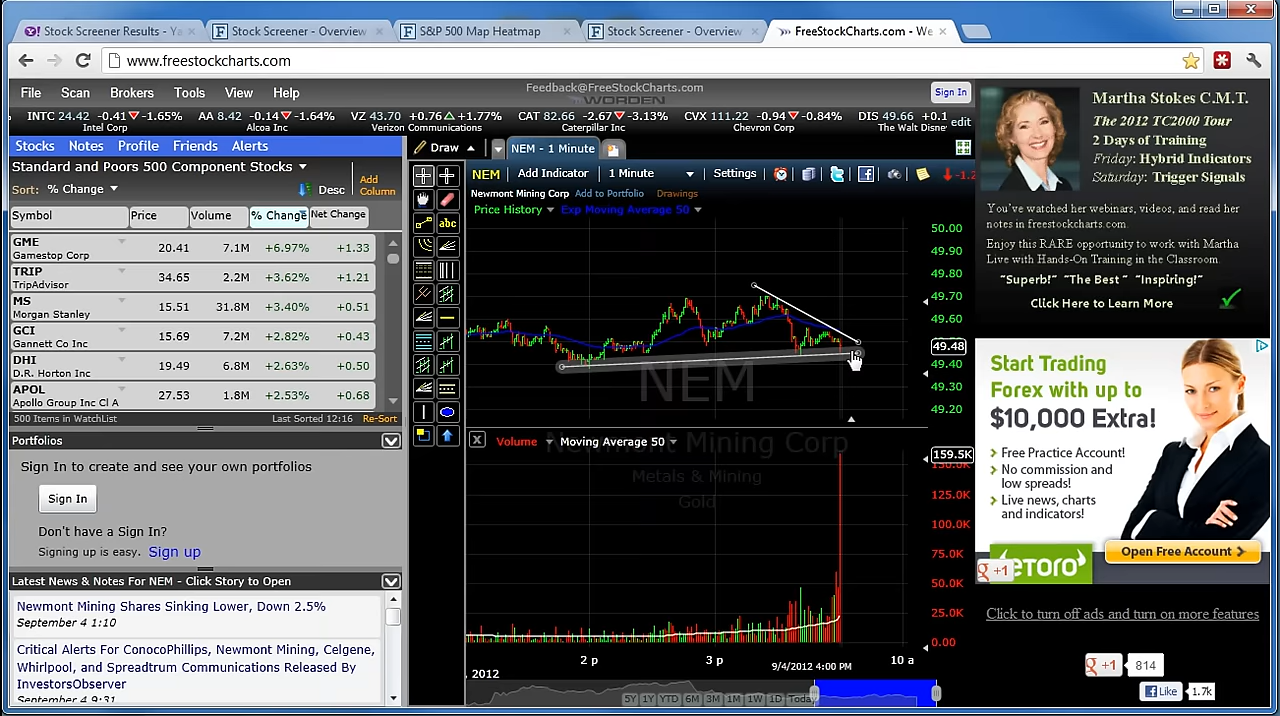 Stock Screener Results - Ya
Stock Screener - Overview
S&P 500 Map Heatmap
Stock Screener - Overview
FreeStockCharts.com - We
www.freestockcharts.com
File Scan Brokers Tools View Help
Feedback@FreeStockCharts.com
WORDEN
Sign In
INTC 24.42 -0.41 -1.65% AA 8.42 -0.14 -1.64% VZ 43.70 +0.76 +1.77% CAT 82.66 -2.67 -3.13% CVX 111.22 -0.94 -0.84% DIS 49.66 +0.1
Intel Corp Alcoa Inc Verizon Communications Caterpillar Inc Chevron Corp The Walt Disne
edit
Stocks Notes Profile Friends Alerts
Standard and Poors 500 Component Stocks
Sort: % Change Desc
Add
Column
Symbol Price Volume % Change Net Change
GME 20.41 7.1M +6.97% +1.33
Gamestop Corp
TRIP 34.65 2.2M +3.62% +1.21
TripAdvisor
MS 15.51 31.8M +3.40% +0.51
Morgan Stanley
GCI 15.69 7.2M +2.82% +0.43
Gannett Co Inc
DHI 19.49 6.8M +2.63% +0.50
D.R. Horton Inc
APOL 27.53 1.8M +2.53% +0.68
Apollo Group Inc Cl A
500 Items in WatchList Last Sorted 12:16 Re-Sort
Portfolios
Sign In to create and see your own portfolios
Sign In
Don't have a Sign In?
Signing up is easy. Sign up
Latest News & Notes For NEM - Click Story to Open
Newmont Mining Shares Sinking Lower, Down 2.5%
September 4 1:10
Critical Alerts For ConocoPhillips, Newmont Mining, Celgene,
Whirlpool, and Spreadtrum Communications Released By
InvestorsObserver
September 4 9:31
Draw
NEM - 1 Minute
abc
NEM Add Indicator 1 Minute Settings -1.2
Newmont Mining Corp Add to Portfolio Drawings
Price History Exp Moving Average 50
50.00
49.90
49.80
49.70
49.60
49.48
49.40
49.30
49.20
NEM
Newmont Mining Corp
Metals & Mining
Gold
X Volume Moving Average 50
159.5K
150.0K
125.0K
100.0K
75.0K
50.0K
25.0K
0.00
2 p 3 p 9/4/2012 4:00 PM 10 a
2012
5Y 1Y YTD 6M 3M 1M 1W 1D Today
Martha Stokes C.M.T.
The 2012 TC2000 Tour
2 Days of Training
Friday: Hybrid Indicators
Saturday: Trigger Signals
You've watched her webinars, videos, and read her
notes in freestockcharts.com.
Enjoy this RARE opportunity to work with Martha
Live with Hands-On Training in the Classroom.
"Superb!" "The Best" "Inspiring!"
Click Here to Learn More
Start Trading
Forex with up to
$10,000 Extra!
Free Practice Account!
No commission and
low spreads!
Live news, charts
and indicators!
Open Free Account
etoro
+1
Click to turn off ads and turn on more features
+1 814
Like 1.7k